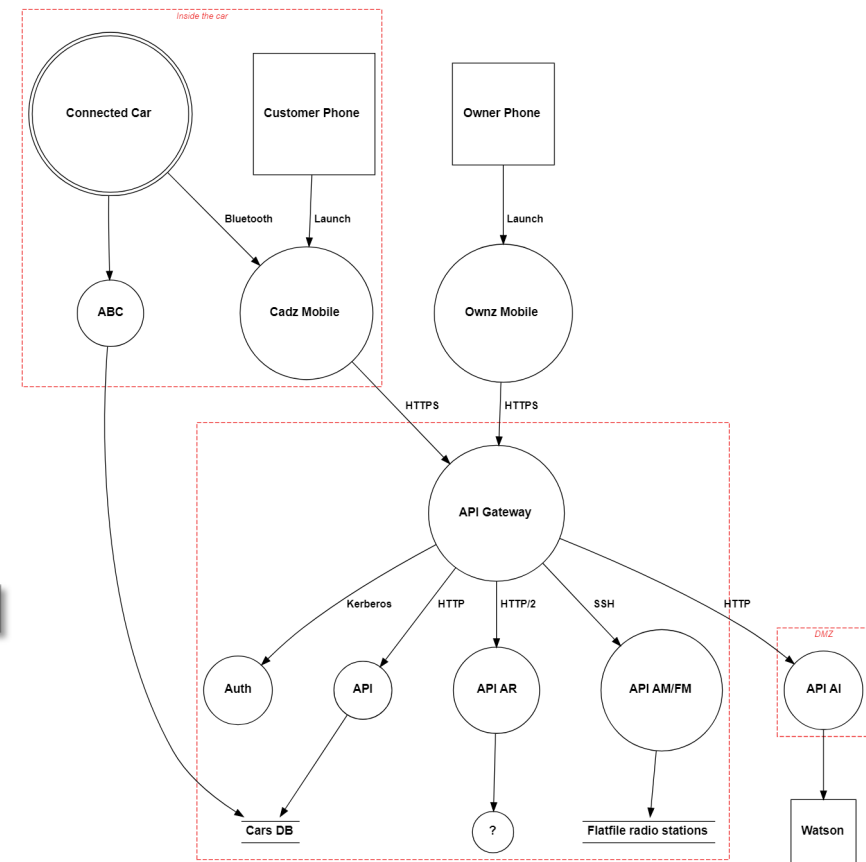 Inside the car
Connected Car
Customer Phone
Owner Phone
Bluetooth
Launch
Launch
ABC
Cadz Mobile
Ownz Mobile
HTTPS
HTTPS
API Gateway
Kerberos
HTTP
HTTP/2
SSH
HTTP
DMZ
Auth
API
API AR
API AM/FM
API AI
Cars DB
?
Flatfile radio stations
Watson